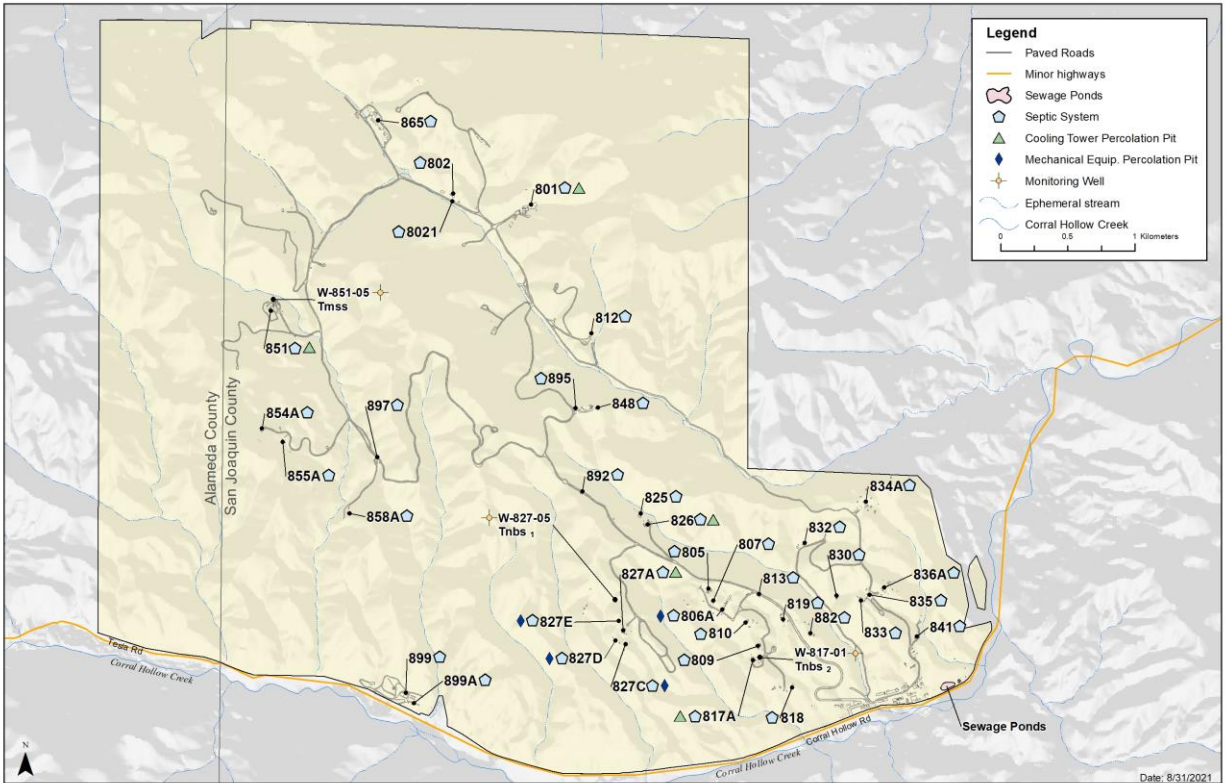 Legend
Paved Roads
Minor highways
Sewage Ponds
Septic System
Cooling Tower Percolation Pit
Mechanical Equip. Percolation Pit
Monitoring Well
Ephemeral stream
Corral Hollow Creek
0 0.5 1 Kilometers
865
802
801
8021
W-851-05
Tmss
851
812
895
848
897
854A
855A
858A
Alameda County
San Joaquin County
892
825
826
834A
832
830
W-827-05
Tnbs 1
805
807
827A
813
836A
835
806A
819
882
833
841
827E
810
W-817-01
Tnbs 2
827D
809
827C
899
899A
817A
818
Tesla Rd
Corral Hollow Creek
Corral Hollow Rd
Corral Hollow Creek
Sewage Ponds
N
Date: 8/31/2021